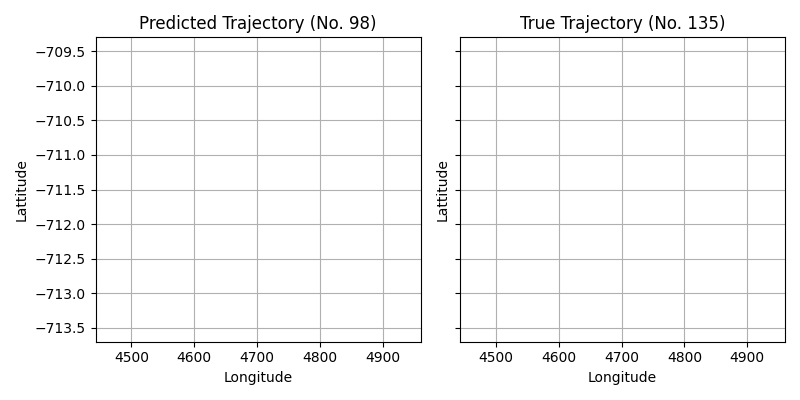 Predicted Trajectory (No. 98)
True Trajectory (No. 135)
−709.5
−710.0
−710.5
−711.0
−711.5
−712.0
−712.5
−713.0
−713.5
Lattitude
Lattitude
4500 4600 4700 4800 4900
4500 4600 4700 4800 4900
Longitude
Longitude